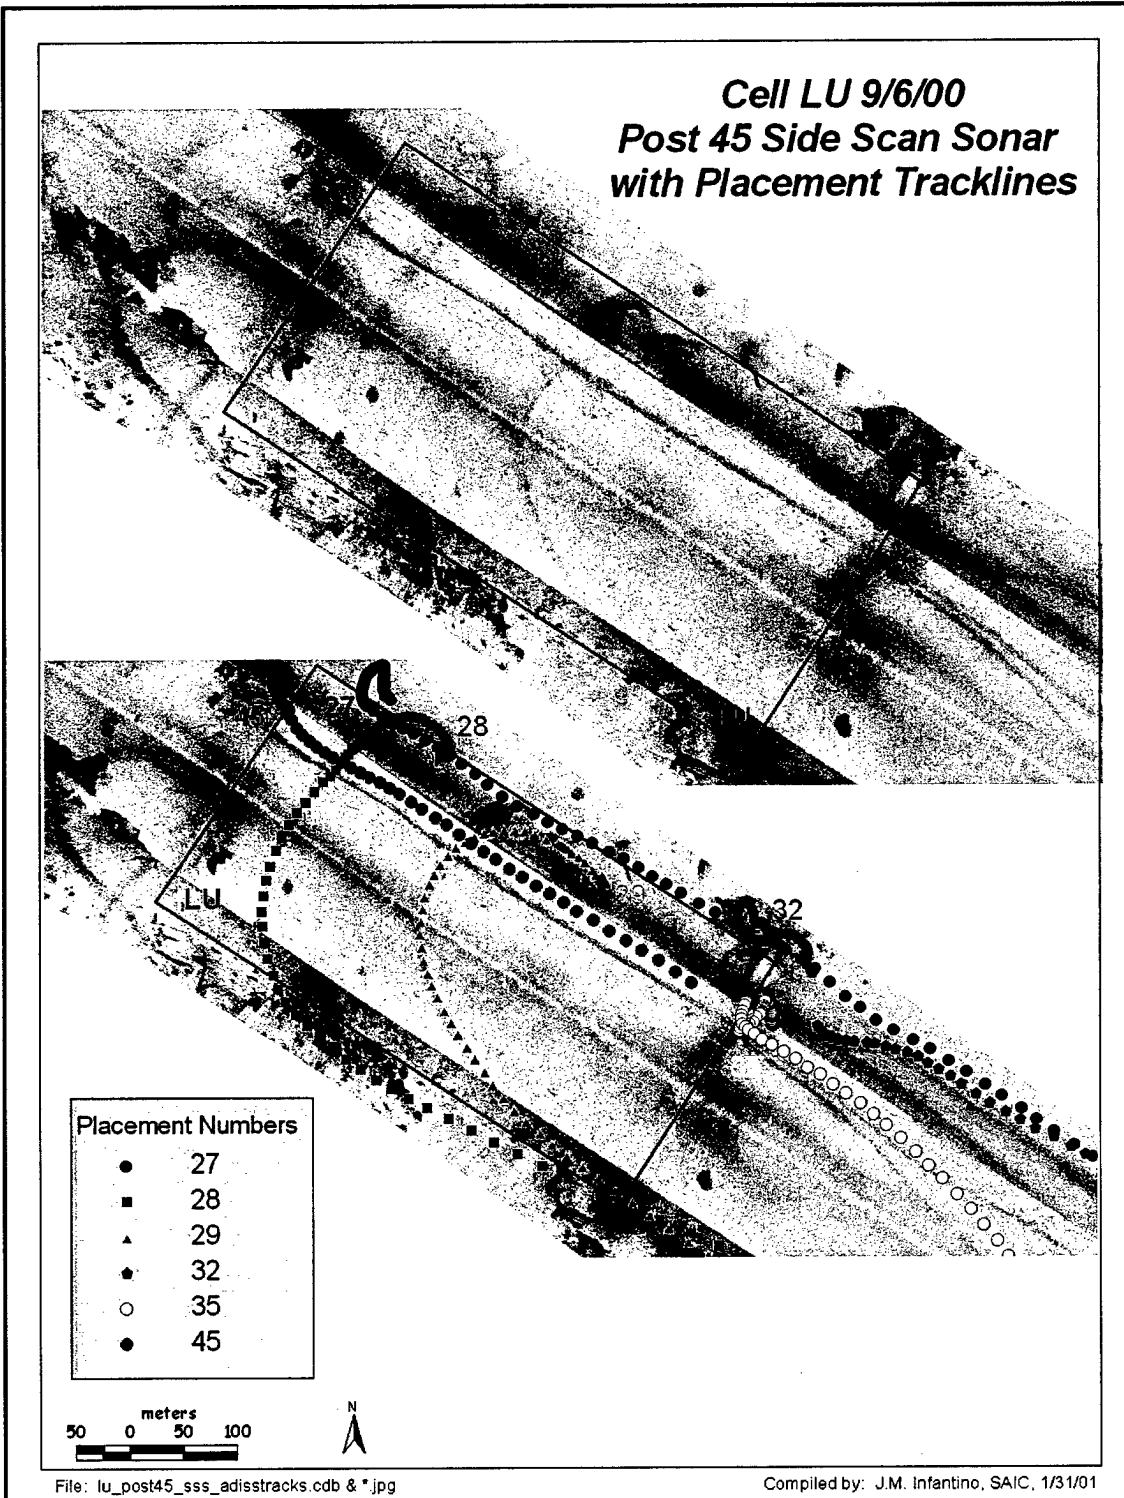 Cell LU 9/6/00
Post 45 Side Scan Sonar
with Placement Tracklines
LU
27
28
32
LU
Placement Numbers
27
28
29
32
35
45
meters
50 0 50 100
N
File: lu_post45_sss_adisstracks.cdb & *.jpg
Compiled by: J.M. Infantino, SAIC, 1/31/01